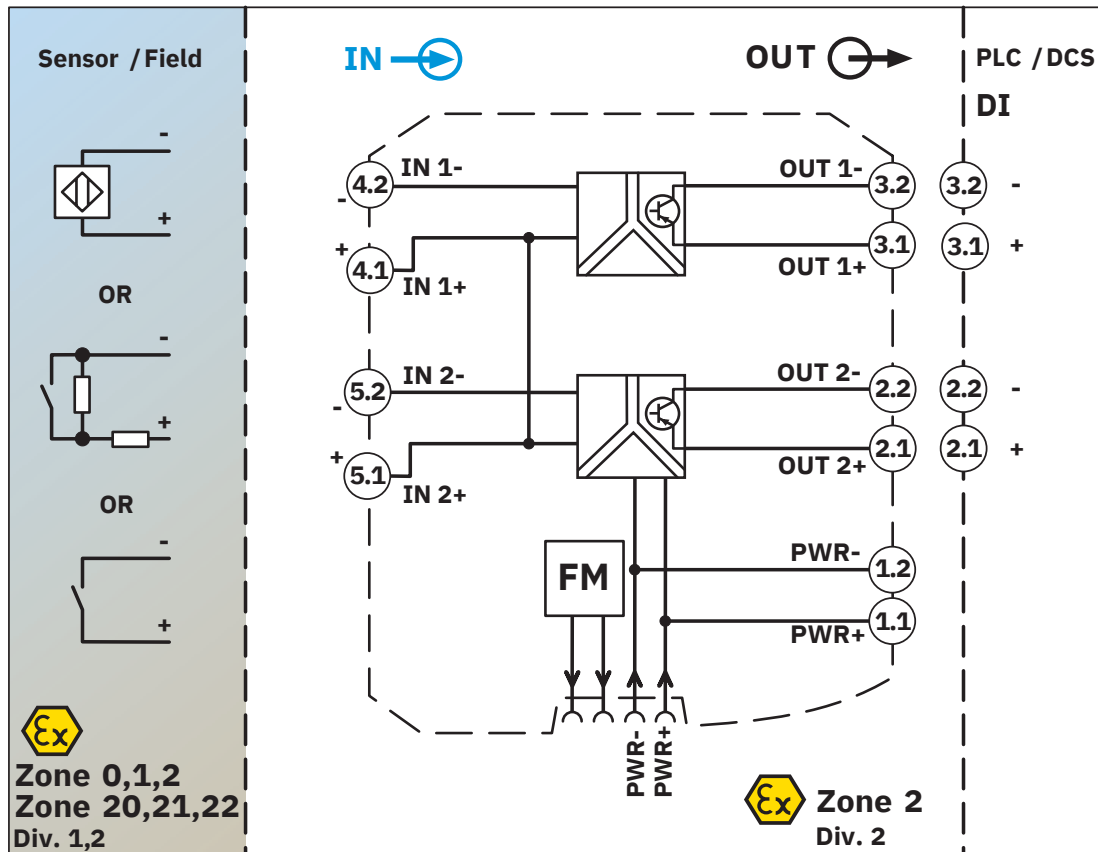 Sensor / Field
-
+
OR
-
+
OR
-
+
Ex
Zone 0,1,2
Zone 20,21,22
Div. 1,2
IN
OUT
4.2
IN 1-
-
+
4.1
IN 1+
5.2
IN 2-
-
+
5.1
IN 2+
OUT 1-
3.2
3.1
OUT 1+
OUT 2-
2.2
2.1
OUT 2+
FM
PWR-
1.2
1.1
PWR+
PWR-
PWR+
Ex
Zone 2
Div. 2
PLC / DCS
DI
3.2 -
3.1 +
2.2 -
2.1 +